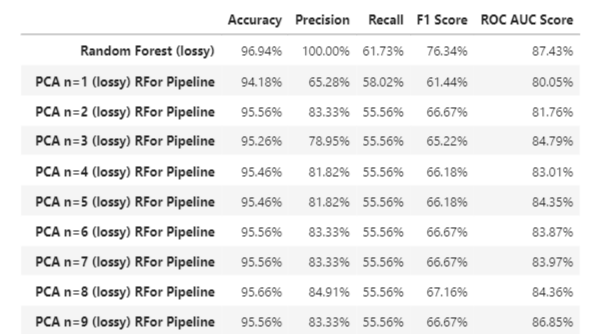 Accuracy Precision Recall F1 Score ROC AUC Score
Random Forest (lossy) 96.94% 100.00% 61.73% 76.34% 87.43%
PCA n=1 (lossy) RFor Pipeline 94.18% 65.28% 58.02% 61.44% 80.05%
PCA n=2 (lossy) RFor Pipeline 95.56% 83.33% 55.56% 66.67% 81.76%
PCA n=3 (lossy) RFor Pipeline 95.26% 78.95% 55.56% 65.22% 84.79%
PCA n=4 (lossy) RFor Pipeline 95.46% 81.82% 55.56% 66.18% 83.01%
PCA n=5 (lossy) RFor Pipeline 95.46% 81.82% 55.56% 66.18% 84.35%
PCA n=6 (lossy) RFor Pipeline 95.56% 83.33% 55.56% 66.67% 83.87%
PCA n=7 (lossy) RFor Pipeline 95.56% 83.33% 55.56% 66.67% 83.97%
PCA n=8 (lossy) RFor Pipeline 95.66% 84.91% 55.56% 67.16% 84.36%
PCA n=9 (lossy) RFor Pipeline 95.56% 83.33% 55.56% 66.67% 86.85%